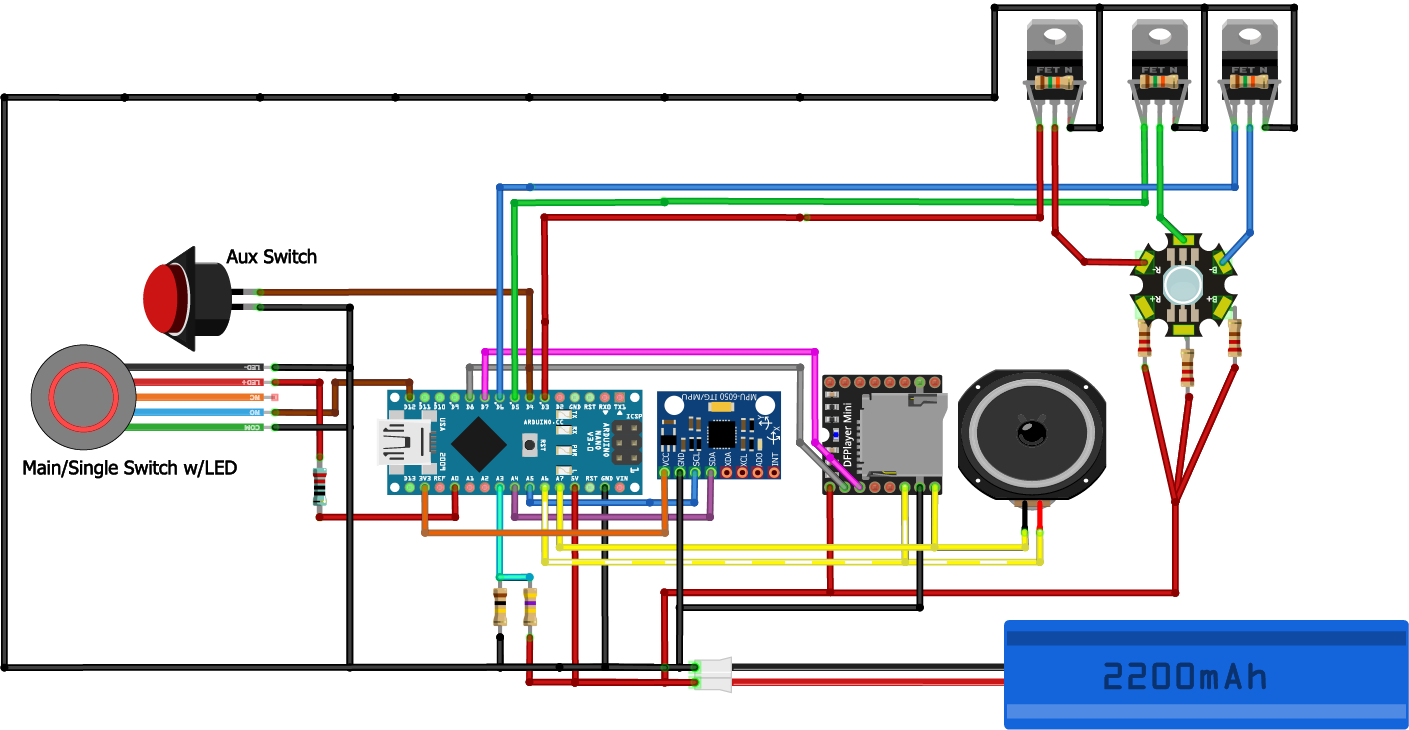 FET N
FET N
FET N
Aux Switch
LED-
LED+
NC
NO
COM
Main/Single Switch w/LED
D12 D11 D10 D9 D8 D7 D6 D5 D4 D3 D2 GND RST RX0 TX1
USA
2009
ARDUINO.CC
RST
TX
RX
PWR
L
ARDUINO
NANO
V3.0
ICSP
1
D13 3V3 REF A0 A1 A2 A3 A4 A5 A6 A7 5V RST GND VIN
MPU-6050 ITG/MPU
Y
X
VCC GND SCL SDA XDA XCL ADO INT
DFPlayer Mini
R-
B-
R+
B+
2200mAh